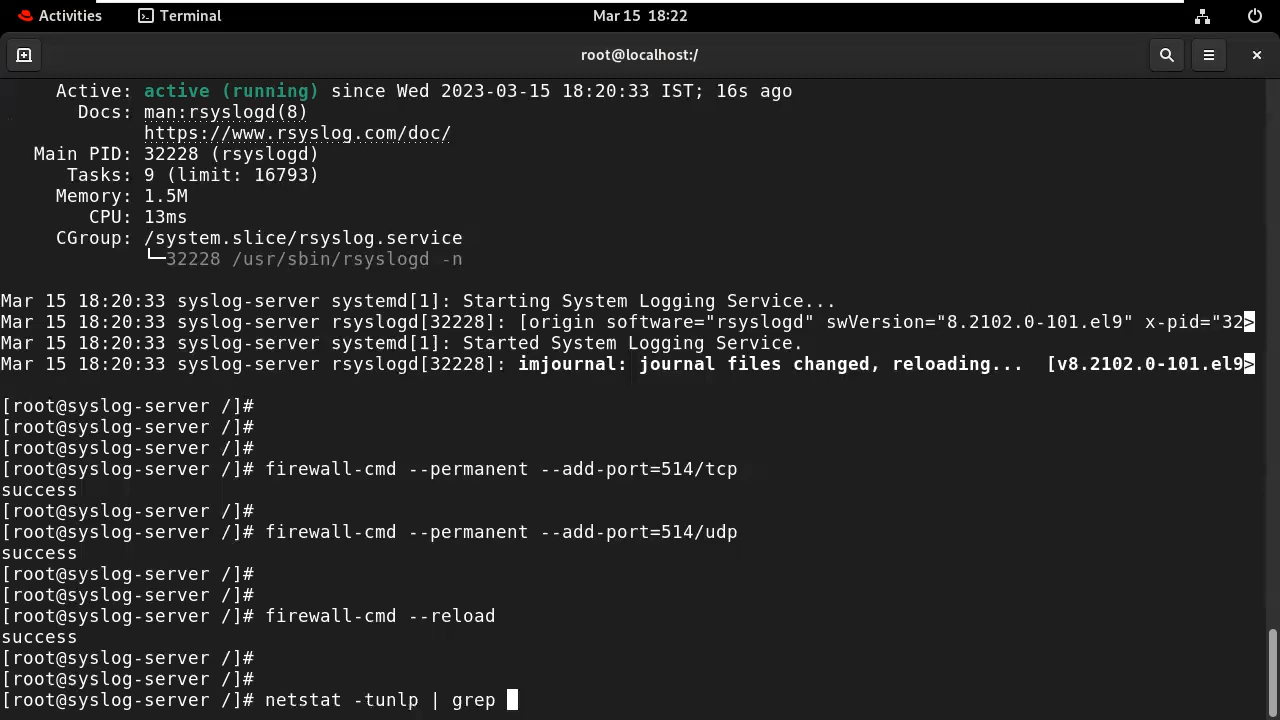 Activities Terminal Mar 15 18:22
root@localhost:/
Active: active (running) since Wed 2023-03-15 18:20:33 IST; 16s ago
Docs: man:rsyslogd(8)
https://www.rsyslog.com/doc/
Main PID: 32228 (rsyslogd)
Tasks: 9 (limit: 16793)
Memory: 1.5M
CPU: 13ms
CGroup: /system.slice/rsyslog.service
└─32228 /usr/sbin/rsyslogd -n
Mar 15 18:20:33 syslog-server systemd[1]: Starting System Logging Service...
Mar 15 18:20:33 syslog-server rsyslogd[32228]: [origin software="rsyslogd" swVersion="8.2102.0-101.el9" x-pid="32>
Mar 15 18:20:33 syslog-server systemd[1]: Started System Logging Service.
Mar 15 18:20:33 syslog-server rsyslogd[32228]: imjournal: journal files changed, reloading...  [v8.2102.0-101.el9>
[root@syslog-server /]#
[root@syslog-server /]#
[root@syslog-server /]#
[root@syslog-server /]# firewall-cmd --permanent --add-port=514/tcp
success
[root@syslog-server /]#
[root@syslog-server /]# firewall-cmd --permanent --add-port=514/udp
success
[root@syslog-server /]#
[root@syslog-server /]#
[root@syslog-server /]# firewall-cmd --reload
success
[root@syslog-server /]#
[root@syslog-server /]#
[root@syslog-server /]# netstat -tunlp | grep